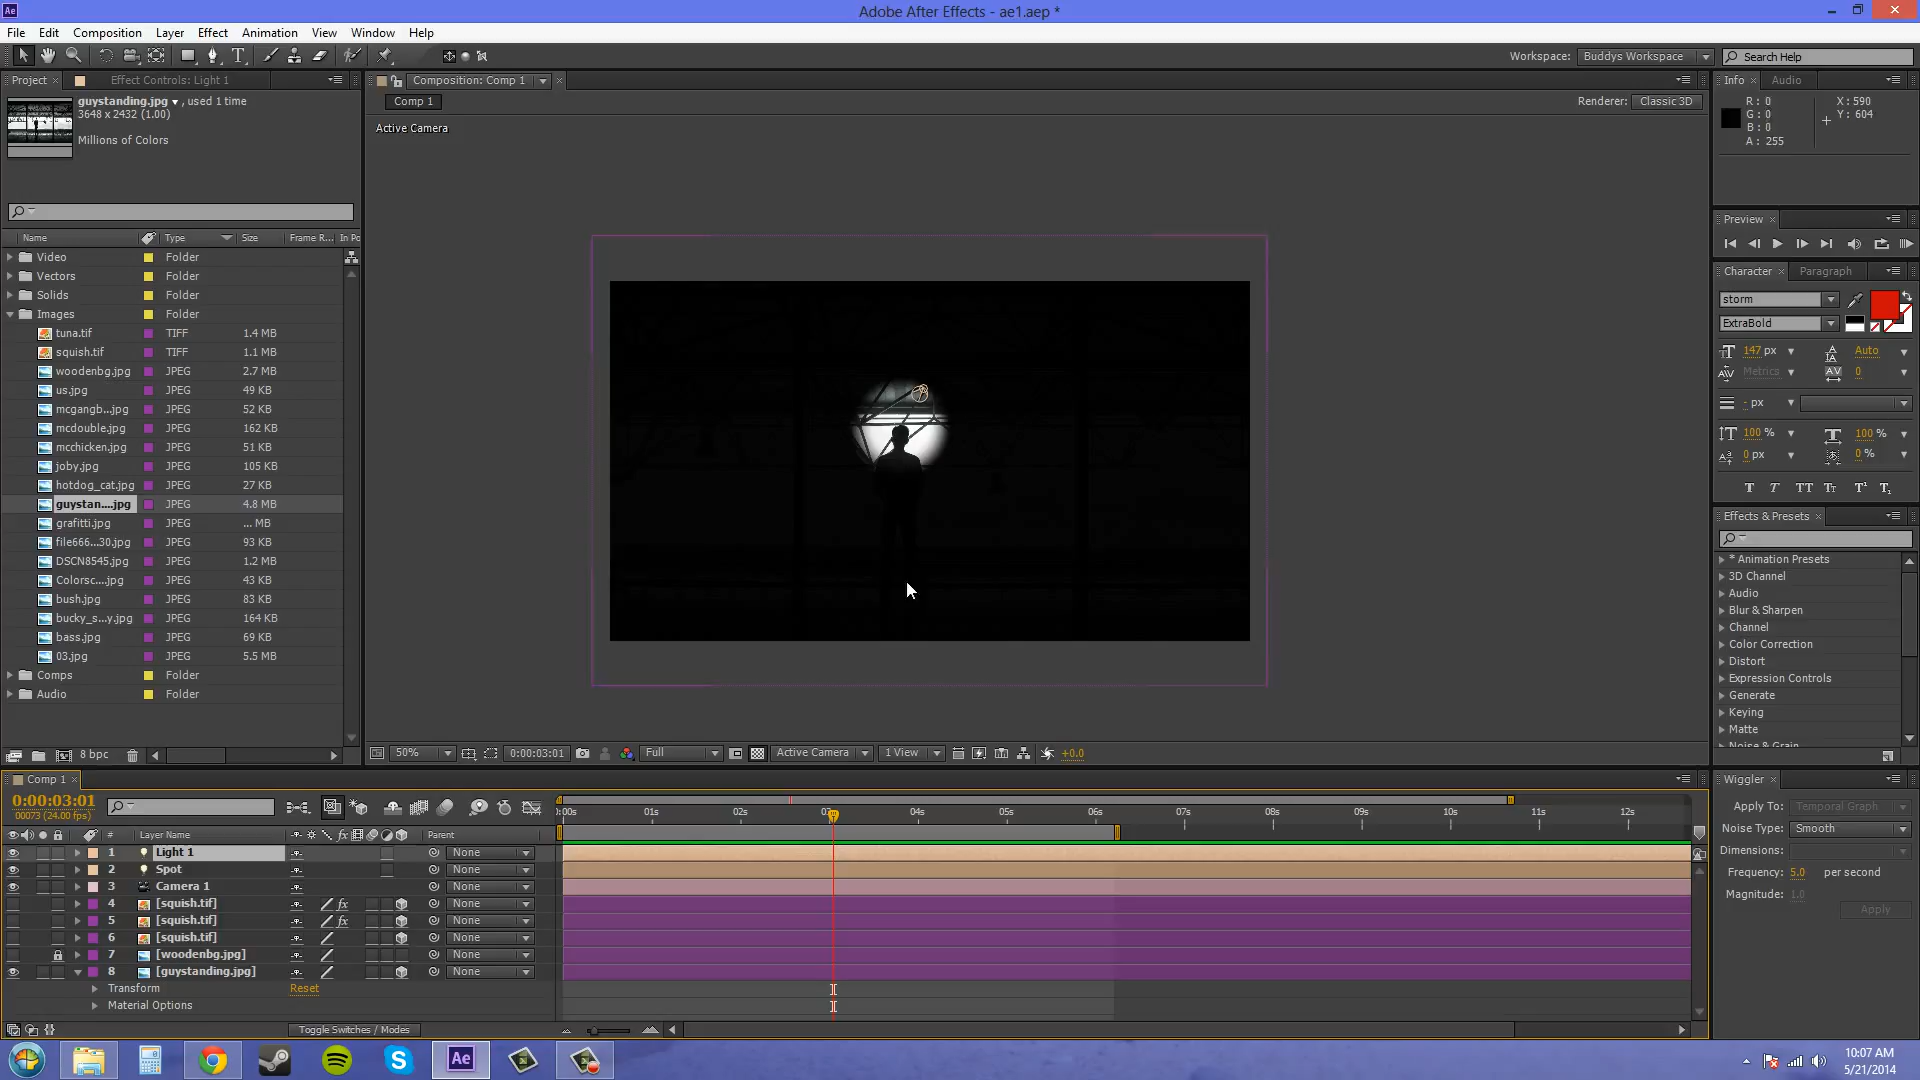 Ae
Adobe After Effects - ae1.aep *
File Edit Composition Layer Effect Animation View Window Help
Workspace: Buddys Workspace Search Help
Project Effect Controls: Light 1
Composition: Comp 1
Info Audio
guystanding.jpg , used 1 time
3648 x 2432 (1.00)
Millions of Colors
Comp 1
Renderer: Classic 3D
Active Camera
R: 0 X: 590
G: 0 Y: 604
B: 0
A: 255
Preview
Character Paragraph
storm
ExtraBold
147 px Auto
Metrics 0
- px
100 % 100 %
0 px 0 %
T T TT Tt T¹ T₁
Effects & Presets
* Animation Presets
3D Channel
Audio
Blur & Sharpen
Channel
Color Correction
Distort
Expression Controls
Generate
Keying
Matte
Noise & Grain
Name Type Size Frame R... In Po
Video Folder
Vectors Folder
Solids Folder
Images Folder
tuna.tif TIFF 1.4 MB
squish.tif TIFF 1.1 MB
woodenbg.jpg JPEG 2.7 MB
us.jpg JPEG 49 KB
mcgangb...jpg JPEG 52 KB
mcdouble.jpg JPEG 162 KB
mcchicken.jpg JPEG 51 KB
joby.jpg JPEG 105 KB
hotdog_cat.jpg JPEG 27 KB
guystan....jpg JPEG 4.8 MB
grafitti.jpg JPEG ... MB
file666...30.jpg JPEG 93 KB
DSCN8545.jpg JPEG 1.2 MB
Colorsc....jpg JPEG 43 KB
bush.jpg JPEG 83 KB
bucky_s...y.jpg JPEG 164 KB
bass.jpg JPEG 69 KB
03.jpg JPEG 5.5 MB
Comps Folder
Audio Folder
8 bpc
50% 0:00:03:01 Full Active Camera 1 View +0.0
Comp 1
0:00:03:01
00073 (24.00 fps)
:00s 01s 02s 03s 04s 05s 06s 07s 08s 09s 10s 11s 12s
# Layer Name fx Parent
1 Light 1 None
2 Spot None
3 Camera 1 None
4 [squish.tif] fx None
5 [squish.tif] fx None
6 [squish.tif] None
7 [woodenbg.jpg] None
8 [guystanding.jpg] None
Transform Reset
Material Options
Toggle Switches / Modes
Wiggler
Apply To: Temporal Graph
Noise Type: Smooth
Dimensions:
Frequency: 5.0 per second
Magnitude: 1.0
Apply
Ae
10:07 AM
5/21/2014